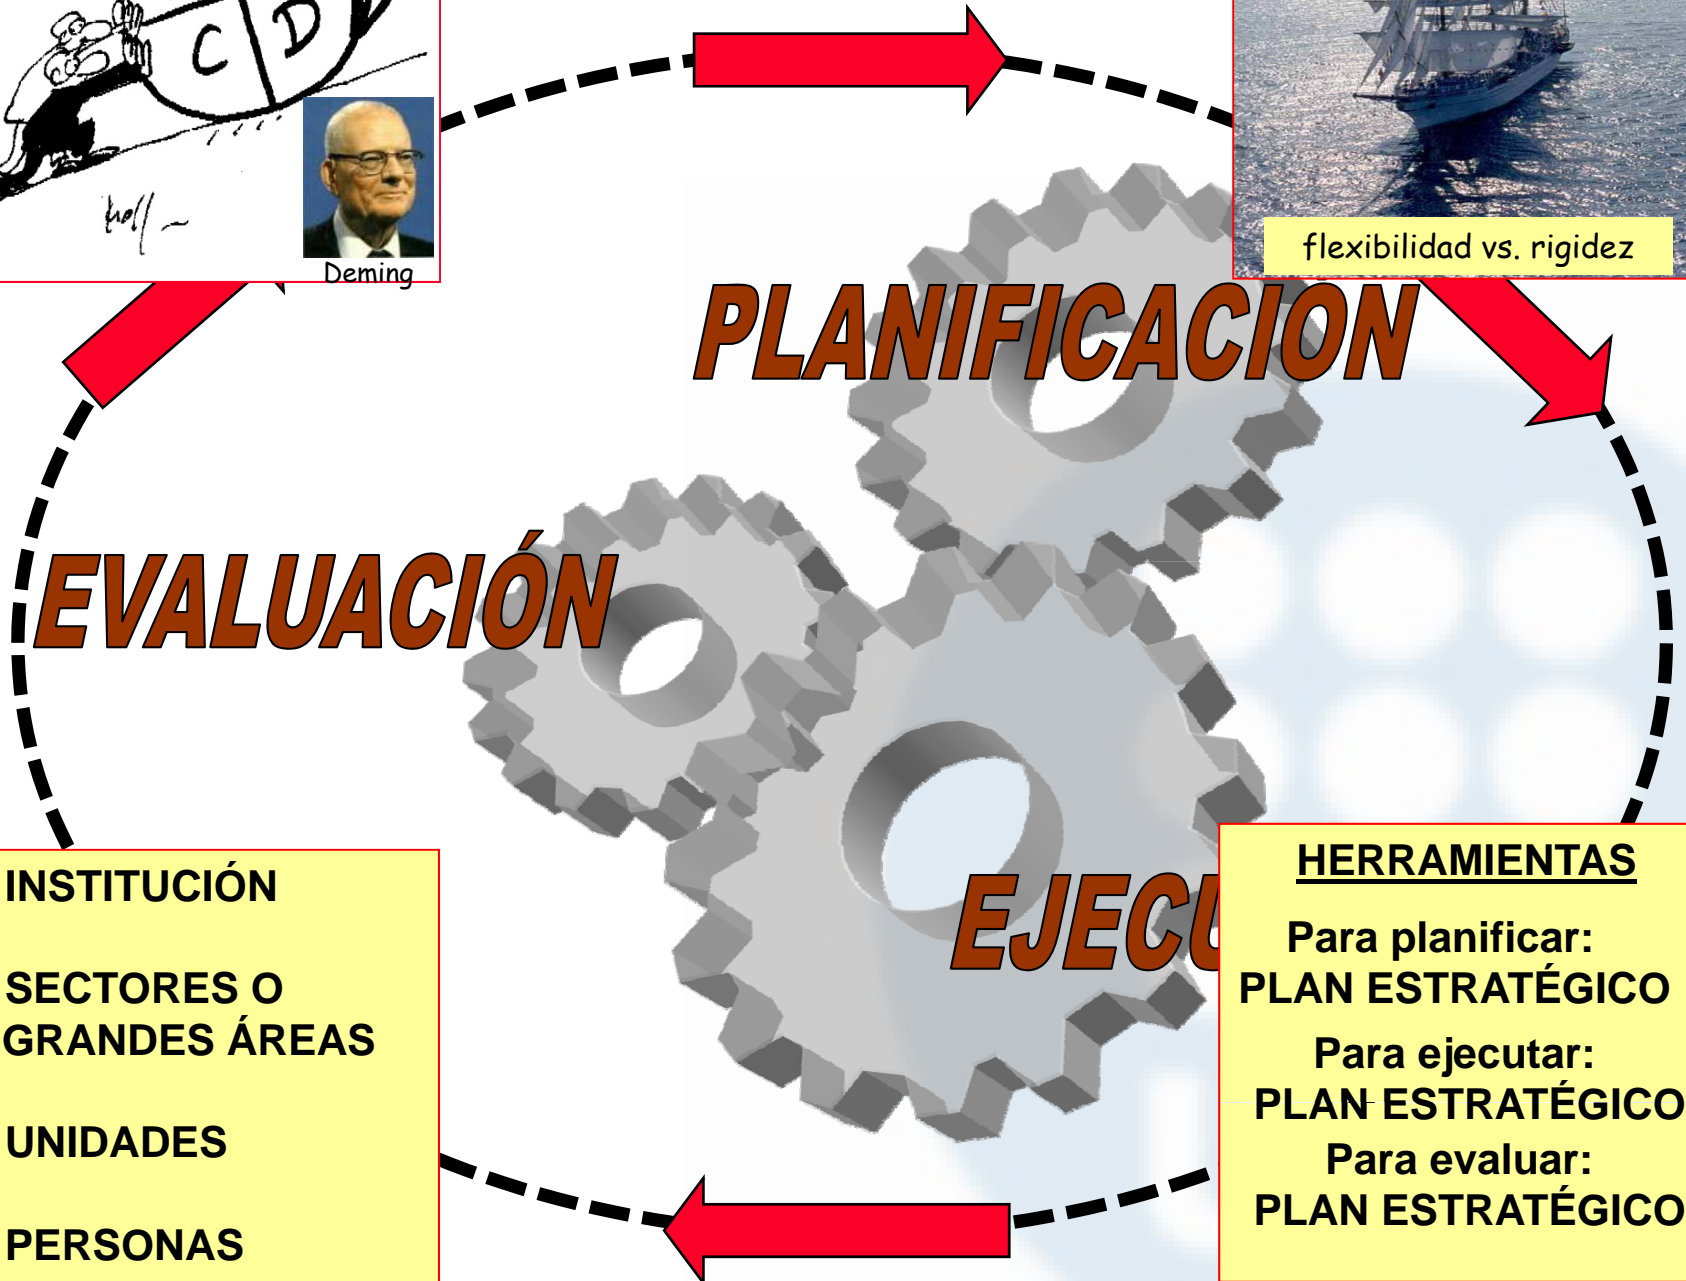 C D
Deming
flexibilidad vs. rigidez
PLANIFICACION
EVALUACIÓN
EJECU
INSTITUCIÓN
SECTORES O
GRANDES ÁREAS
UNIDADES
PERSONAS
HERRAMIENTAS
Para planificar:
PLAN ESTRATÉGICO
Para ejecutar:
PLAN ESTRATÉGICO
Para evaluar:
PLAN ESTRATÉGICO